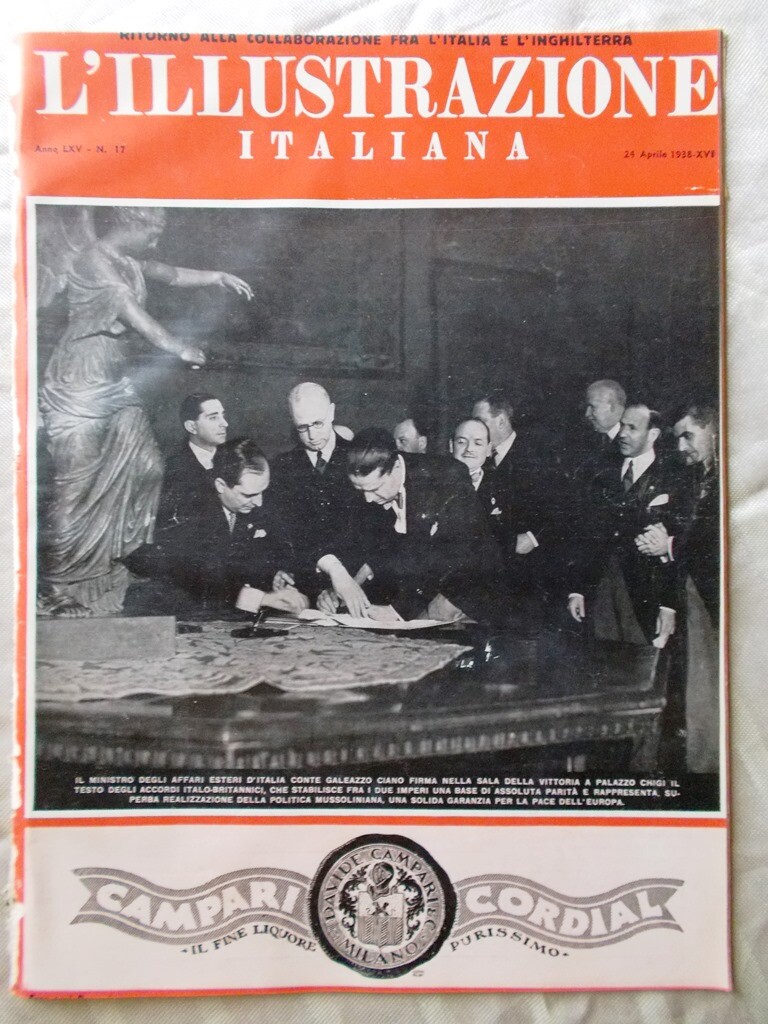 RITORNO ALLA COLLABORAZIONE FRA L'ITALIA E L'INGHILTERRA
L'ILLUSTRAZIONE
ITALIANA
Anno LXV - N. 17
24 Aprile 1938-XVI
IL MINISTRO DEGLI AFFARI ESTERI D'ITALIA CONTE GALEAZZO CIANO FIRMA NELLA SALA DELLA VITTORIA A PALAZZO CHIGI IL
TESTO DEGLI ACCORDI ITALO-BRITANNICI, CHE STABILISCE FRA I DUE IMPERI UNA BASE DI ASSOLUTA PARITÀ E RAPPRESENTA, SU-
PERBA REALIZZAZIONE DELLA POLITICA MUSSOLINIANA, UNA SOLIDA GARANZIA PER LA PACE DELL'EUROPA.
CAMPARI
CORDIAL
DAVIDE CAMPARI & C.
MILANO
•IL FINE LIQUORE
PURISSIMO•